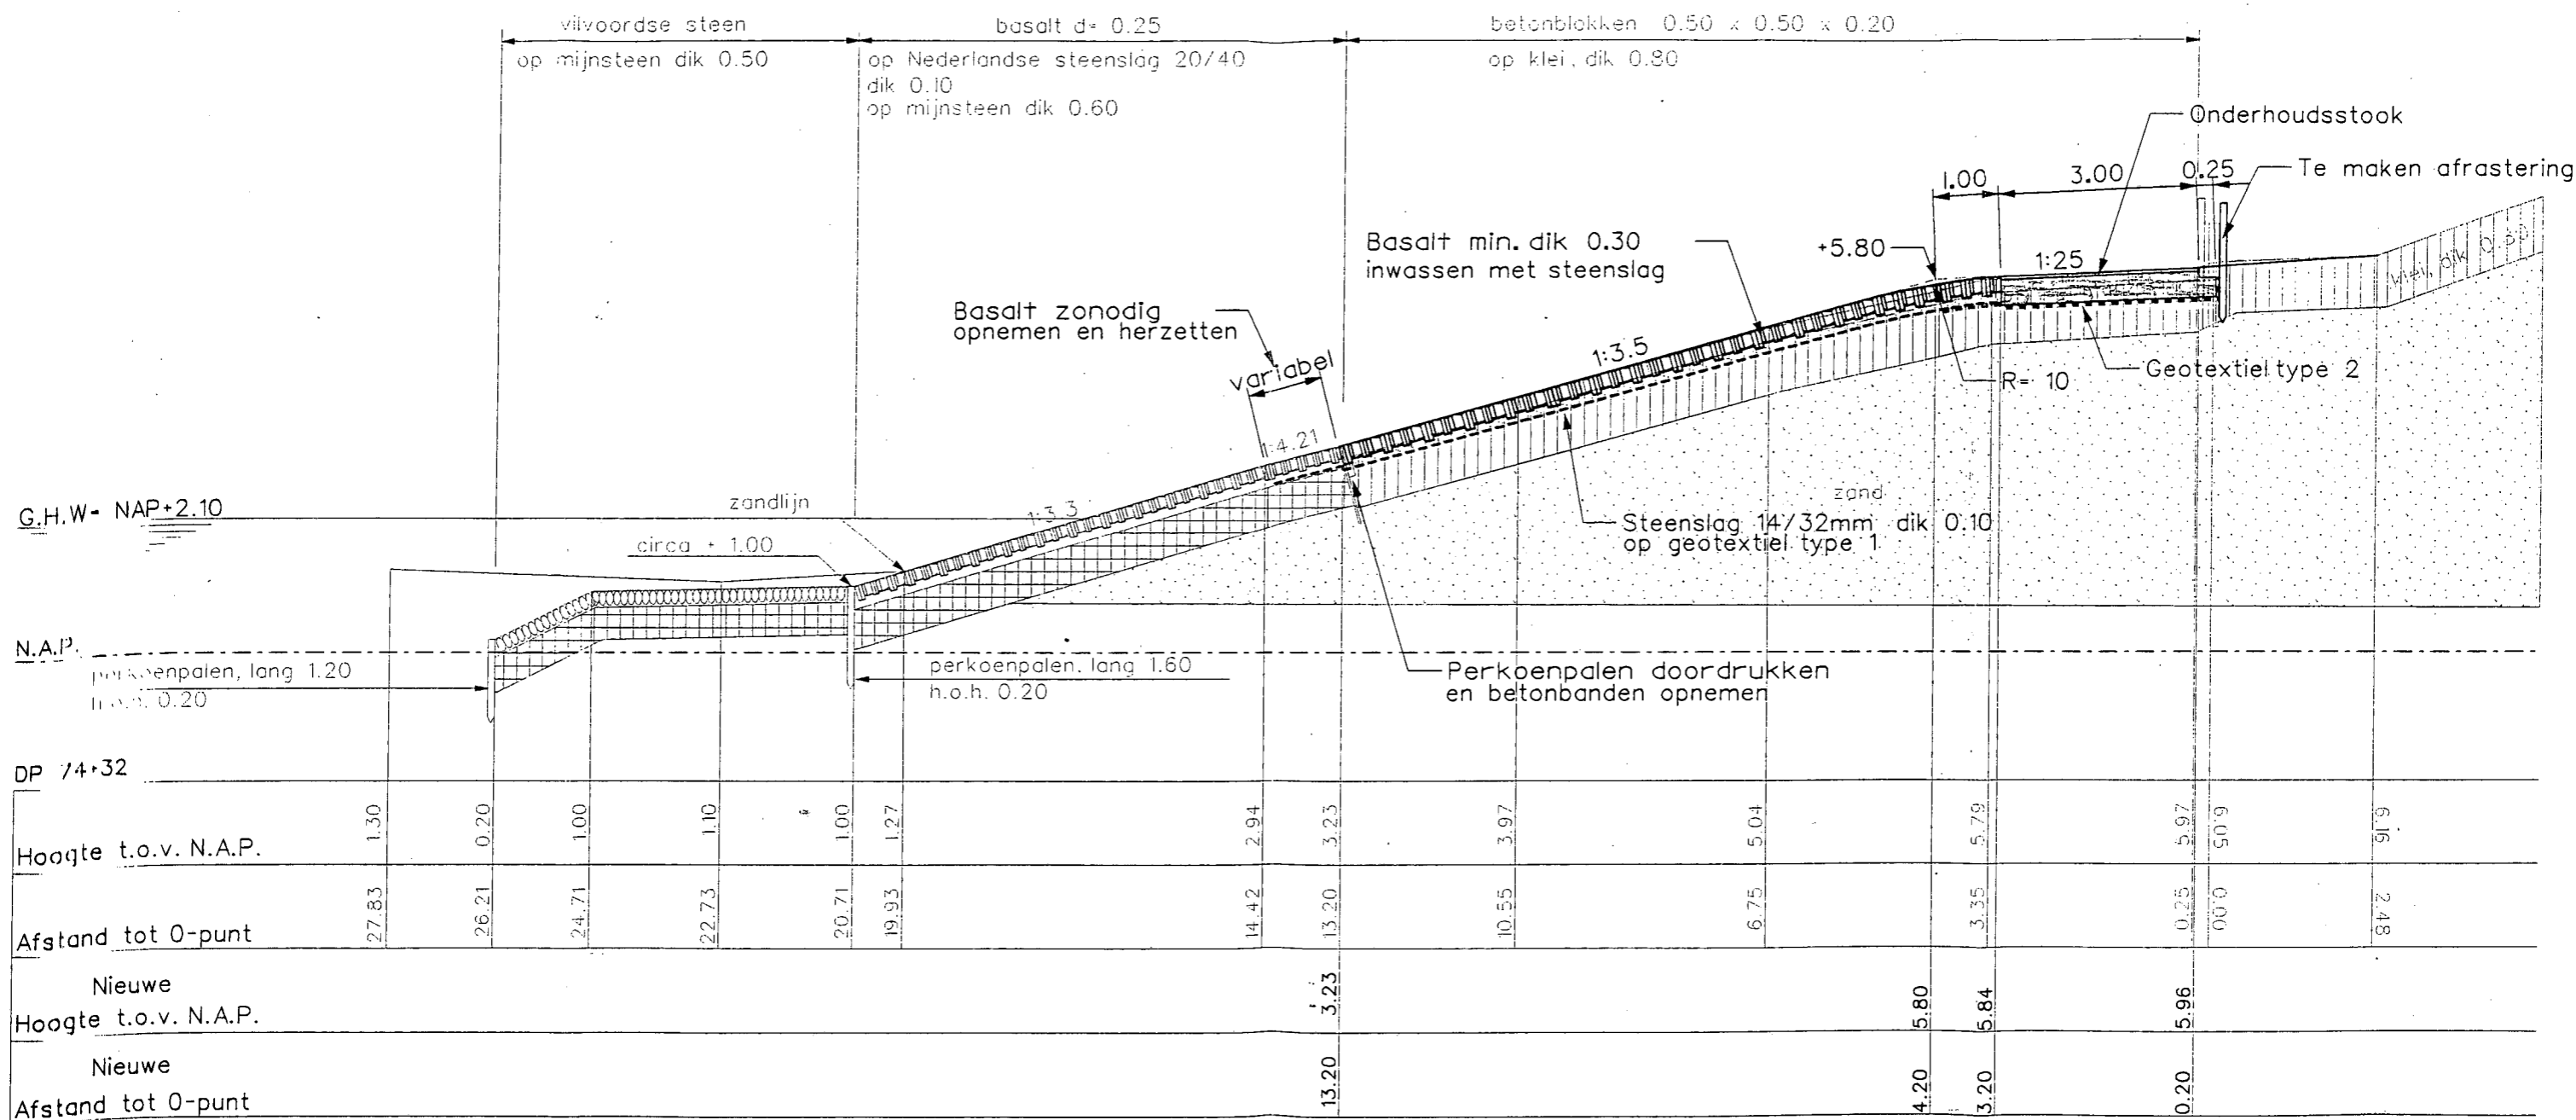 vilvoordse steen
op mijnsteen dik 0.50
basalt d= 0.25
op Nederlandse steenslag 20/40
dik 0.10
op mijnsteen dik 0.60
betonblokken 0.50 x 0.50 x 0.20
op klei, dik 0.80
Onderhoudsstook
Te maken afrastering
1.00
3.00
0.25
+5.80
1:25
klei, dik
Basalt min. dik 0.30
inwassen met steenslag
Basalt zonodig
opnemen en herzetten
variabel
1:3.5
R= 10
Geotextiel type 2
1:4.21
1:3.3
zand
Steenslag 14/32mm dik 0.10
op geotextiel type 1
G.H.W= NAP+2.10
zandlijn
circa + 1.00
N.A.P.
perkoenpalen, lang 1.20
h.o.h. 0.20
perkoenpalen, lang 1.60
h.o.h. 0.20
Perkoenpalen doordrukken
en betonbanden opnemen
DP 74+32
Hoogte t.o.v. N.A.P.
1.30 0.20 1.00 1.10 1.00 1.27 2.94 3.23 3.97 5.04 5.79 5.97 6.05 6.16
Afstand tot O-punt
27.83 26.21 24.71 22.73 20.71 19.93 14.42 13.20 10.55 6.75 3.35 0.25 0.00 2.48
Nieuwe
Hoogte t.o.v. N.A.P.
3.23 5.80 5.84 5.96
Nieuwe
Afstand tot O-punt
13.20 4.20 3.20 0.20